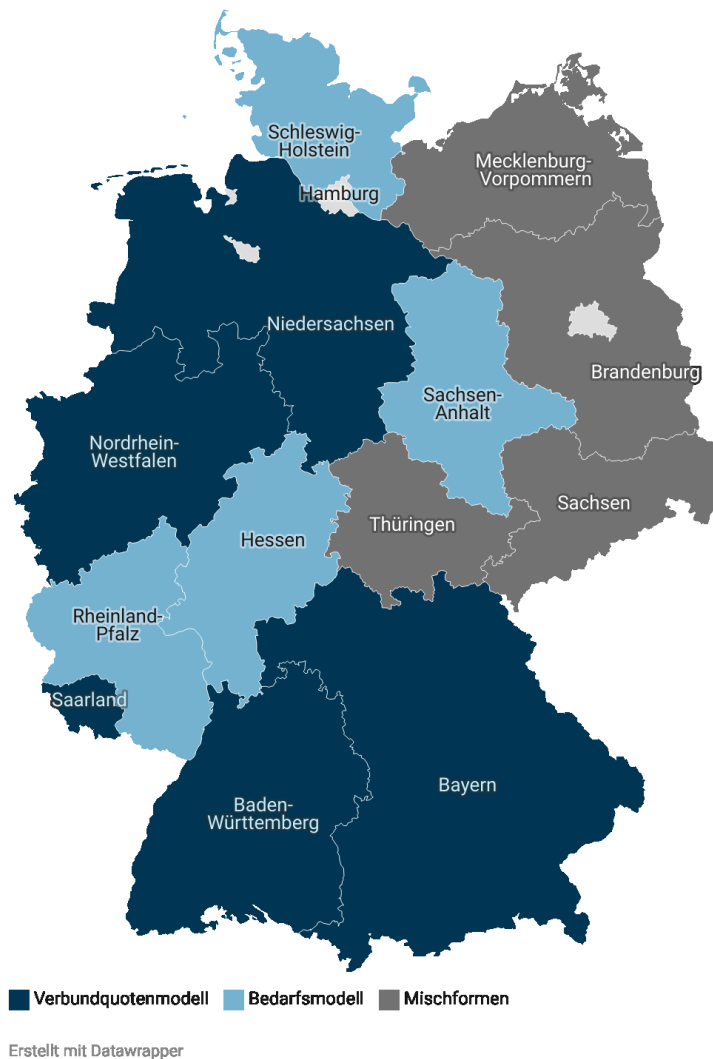 Schleswig-
Holstein
Mecklenburg-
Vorpommern
Hamburg
Niedersachsen
Brandenburg
Sachsen-
Anhalt
Nordrhein-
Westfalen
Sachsen
Thüringen
Hessen
Rheinland-
Pfalz
Saarland
Bayern
Baden-
Württemberg
Verbundquotenmodell Bedarfsmodell Mischformen
Erstellt mit Datawrapper